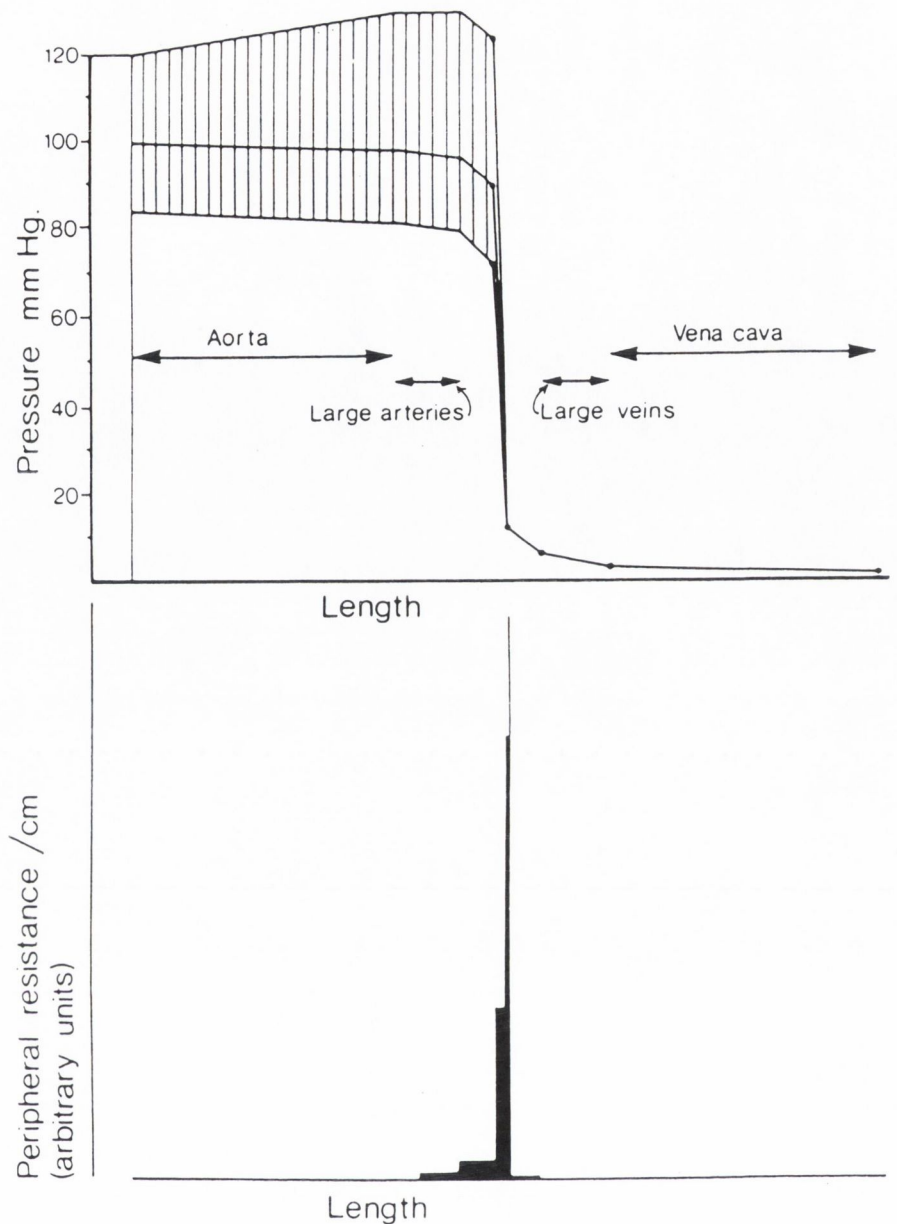 120
100
80
60
40
20
Pressure mm Hg.
Aorta
Vena cava
Large arteries
Large veins
Length
Peripheral resistance /cm
(arbitrary units)
Length